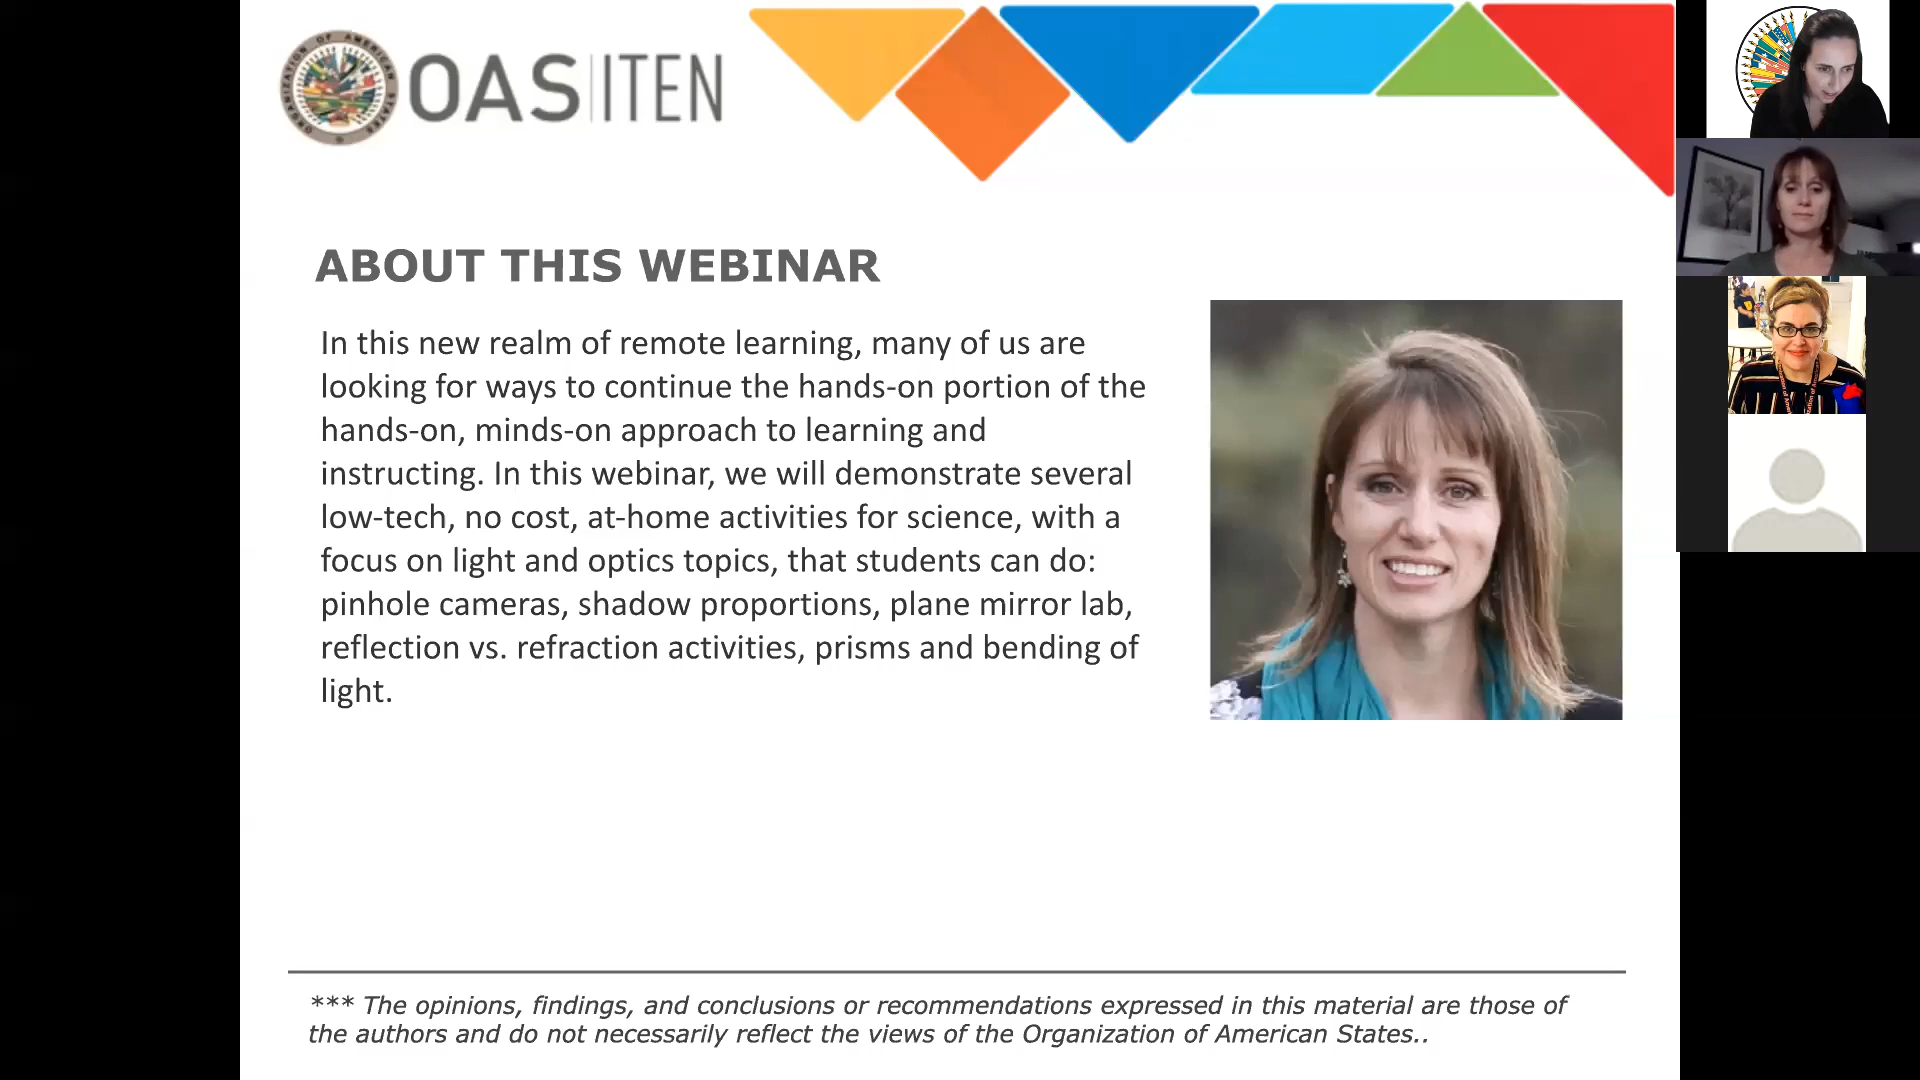 ORGANIZATION OF AMERICAN STATES
OAS ITEN
ABOUT THIS WEBINAR
In this new realm of remote learning, many of us are
looking for ways to continue the hands-on portion of the
hands-on, minds-on approach to learning and
instructing. In this webinar, we will demonstrate several
low-tech, no cost, at-home activities for science, with a
focus on light and optics topics, that students can do:
pinhole cameras, shadow proportions, plane mirror lab,
reflection vs. refraction activities, prisms and bending of
light.
*** The opinions, findings, and conclusions or recommendations expressed in this material are those of
the authors and do not necessarily reflect the views of the Organization of American States..